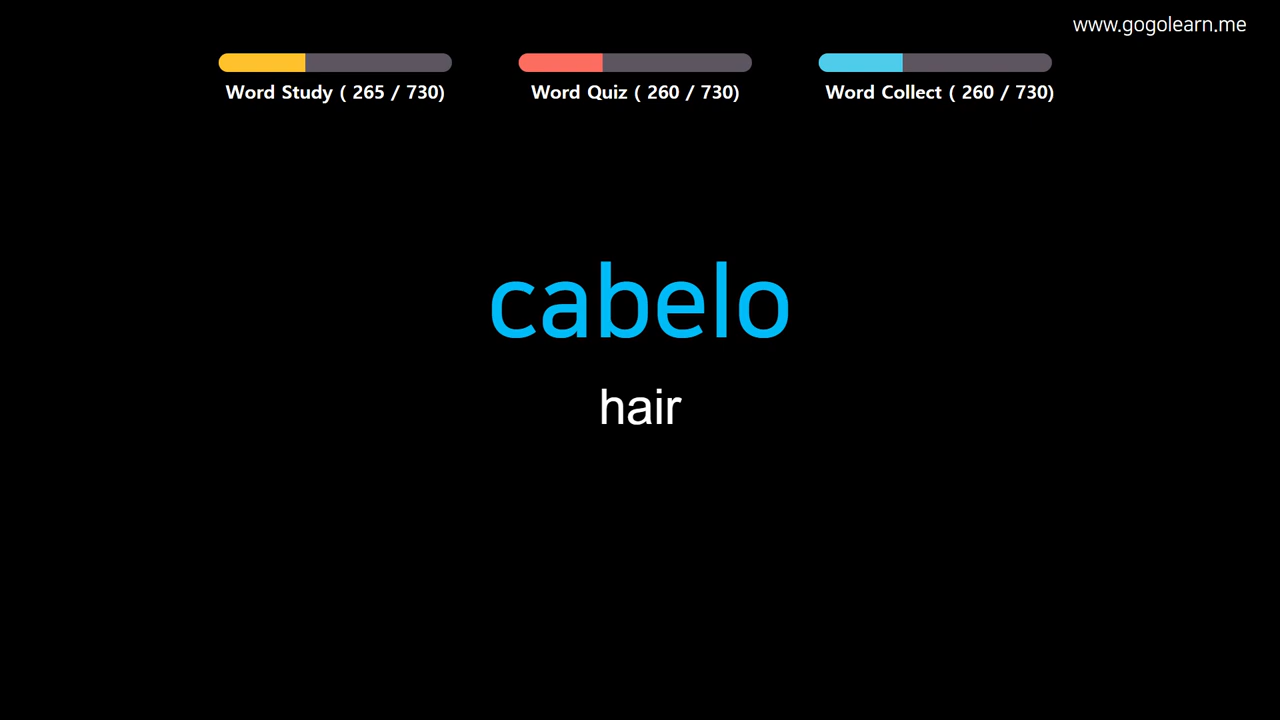 www.gogolearn.me
Word Study ( 265 / 730)
Word Quiz ( 260 / 730)
Word Collect ( 260 / 730)
cabelo
hair